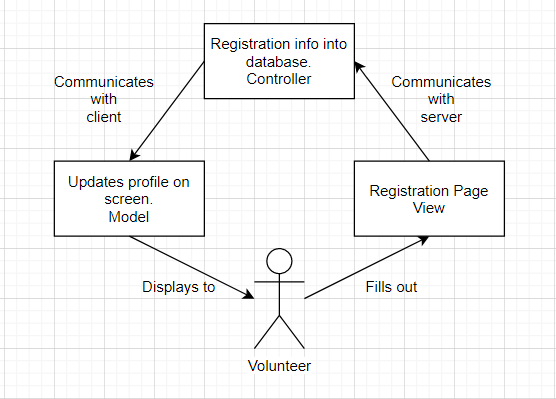 Registration info into
database.
Controller
Communicates
with
client
Communicates
with
server
Updates profile on
screen.
Model
Registration Page
View
Displays to
Fills out
Volunteer